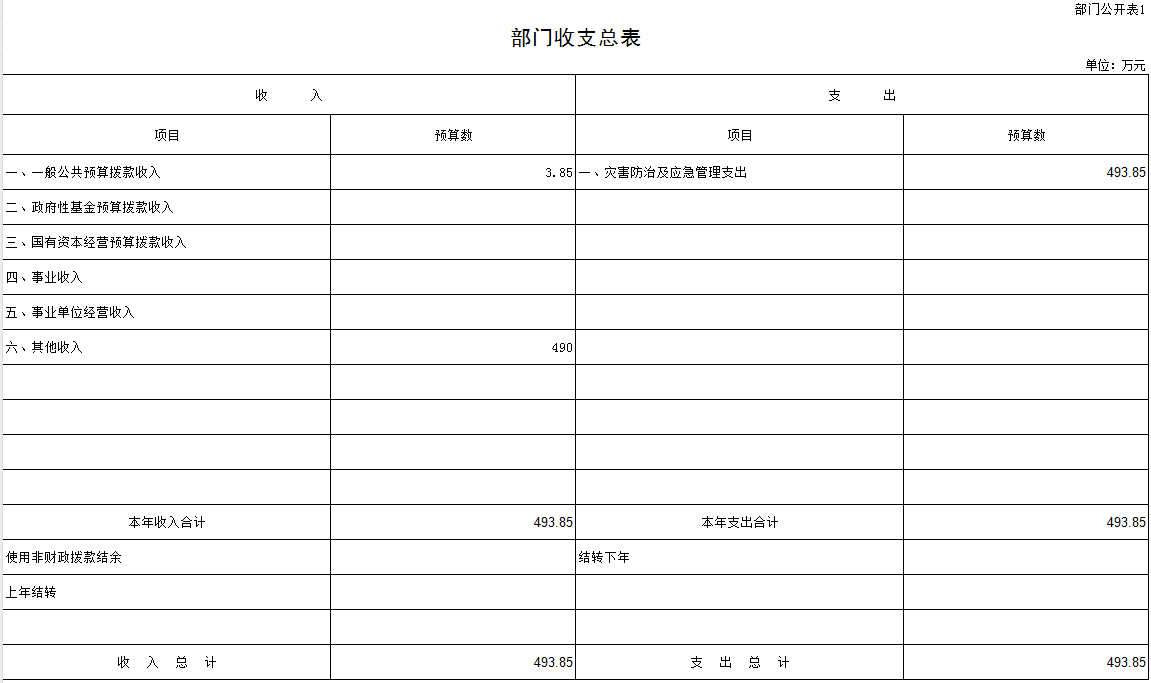 部门公开表1
部门收支总表
单位：万元
收 入 支 出
项目 预算数 项目 预算数
一、一般公共预算拨款收入 3.85 一、灾害防治及应急管理支出 493.85
二、政府性基金预算拨款收入
三、国有资本经营预算拨款收入
四、事业收入
五、事业单位经营收入
六、其他收入 490
本年收入合计 493.85 本年支出合计 493.85
使用非财政拨款结余 结转下年
上年结转
收 入 总 计 493.85 支 出 总 计 493.85